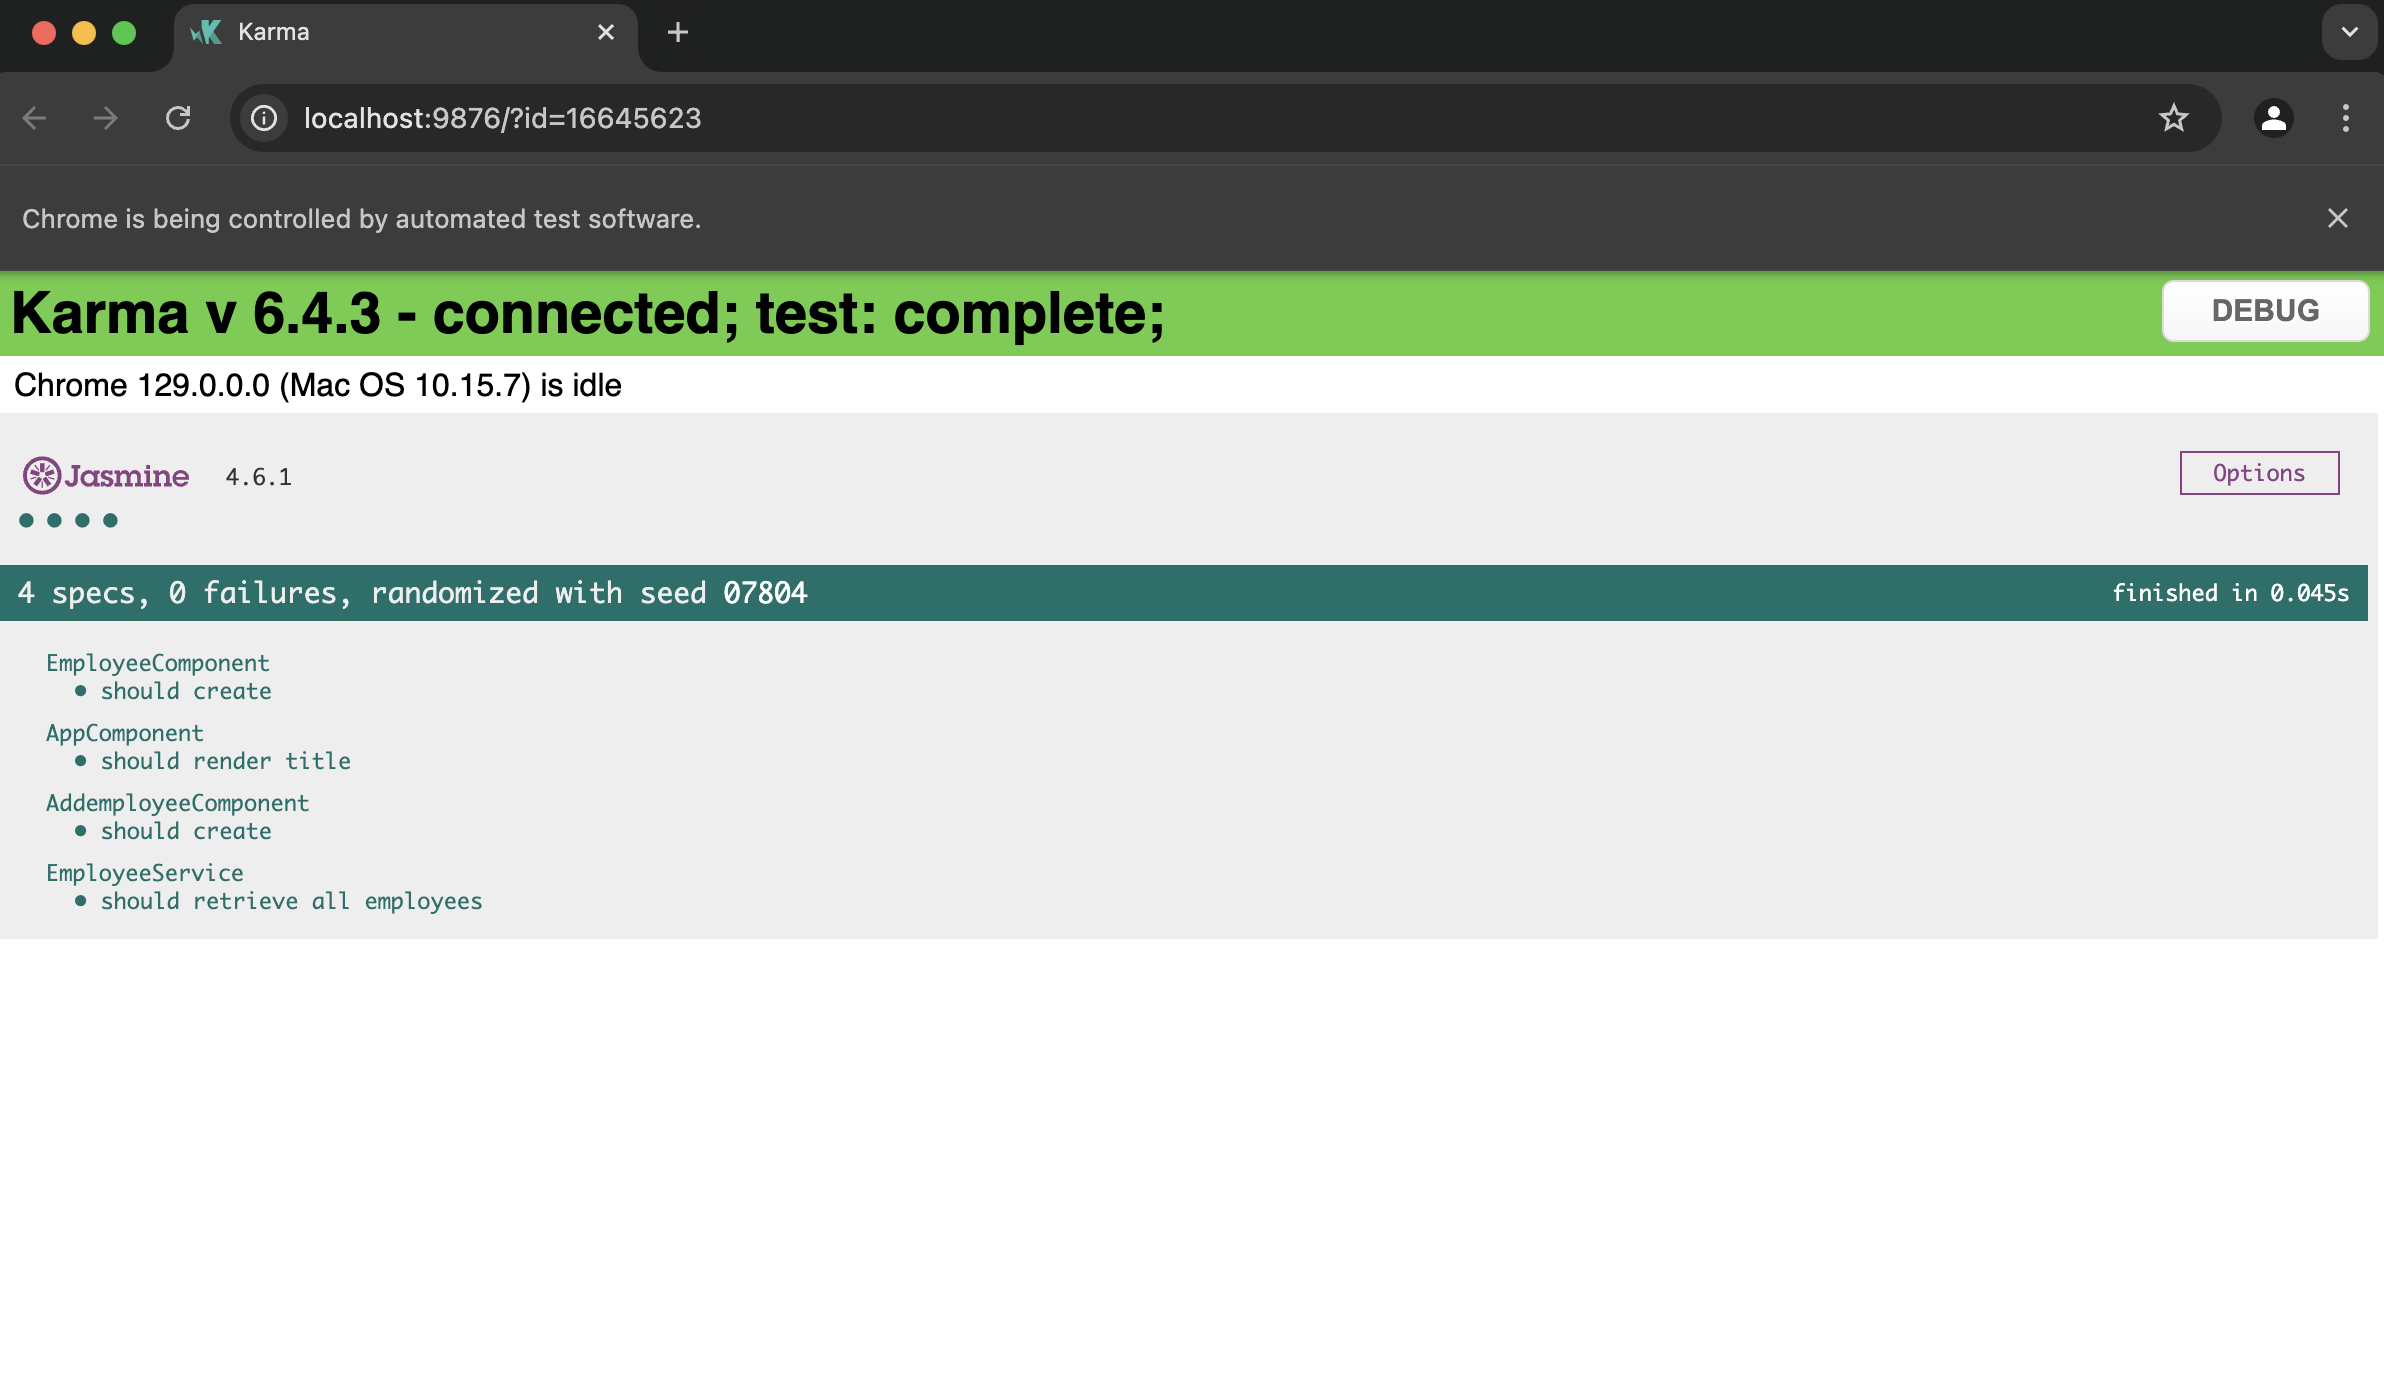 Karma
localhost:9876/?id=16645623
Chrome is being controlled by automated test software.
Karma v 6.4.3 - connected; test: complete;
DEBUG
Chrome 129.0.0.0 (Mac OS 10.15.7) is idle
Jasmine 4.6.1
Options
4 specs, 0 failures, randomized with seed 07804
finished in 0.045s
EmployeeComponent
• should create
AppComponent
• should render title
AddemployeeComponent
• should create
EmployeeService
• should retrieve all employees